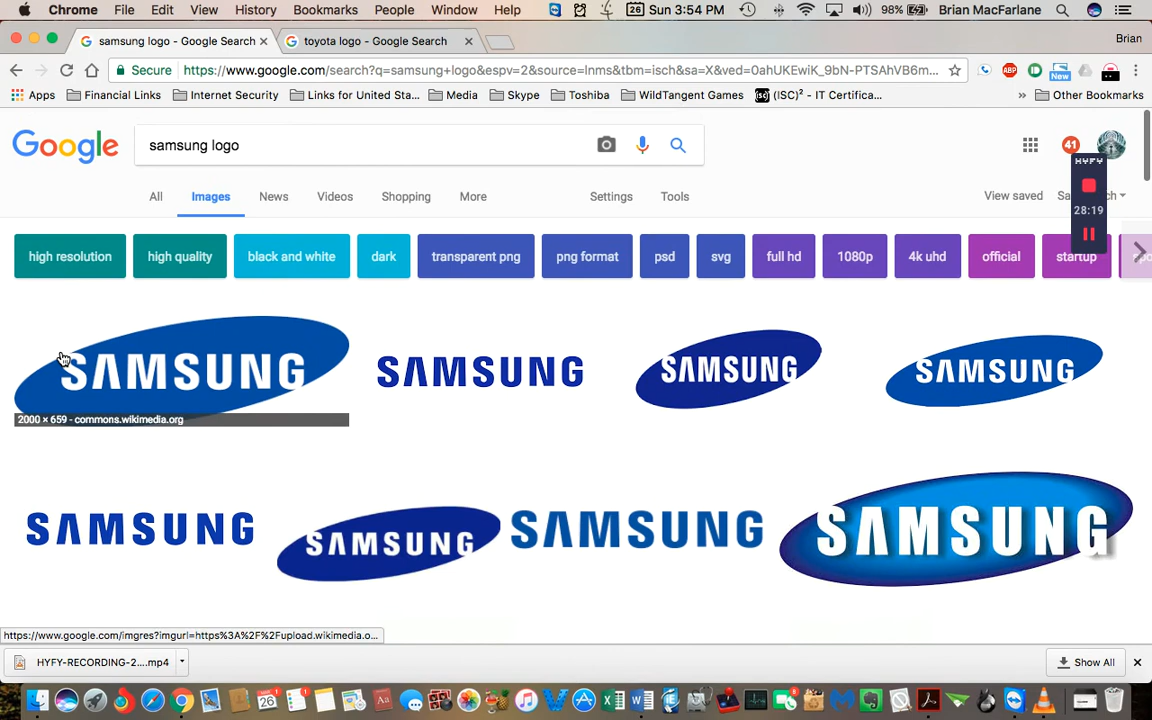 Chrome File Edit View History Bookmarks People Window Help 26 Sun 3:54 PM 98% Brian MacFarlane
samsung logo - Google Search toyota logo - Google Search Brian
Secure https://www.google.com/search?q=samsung+logo&espv=2&source=lnms&tbm=isch&sa=X&ved=0ahUKEwiK_9bN-PTSAhVB6m...
ABP New
Apps Financial Links Internet Security Links for United Sta... Media Skype Toshiba WildTangent Games (ISC)² - IT Certifica... » Other Bookmarks
Google samsung logo 41
HYFY
All Images News Videos Shopping More Settings Tools View saved
28:19
high resolution high quality black and white dark transparent png png format psd svg full hd 1080p 4k uhd official startup
SAMSUNG SAMSUNG SAMSUNG SAMSUNG
2000 × 659 - commons.wikimedia.org
SAMSUNG SAMSUNG SAMSUNG SAMSUNG
https://www.google.com/imgres?imgurl=https%3A%2F%2Fupload.wikimedia.o...
HYFY-RECORDING-2....mp4 Show All